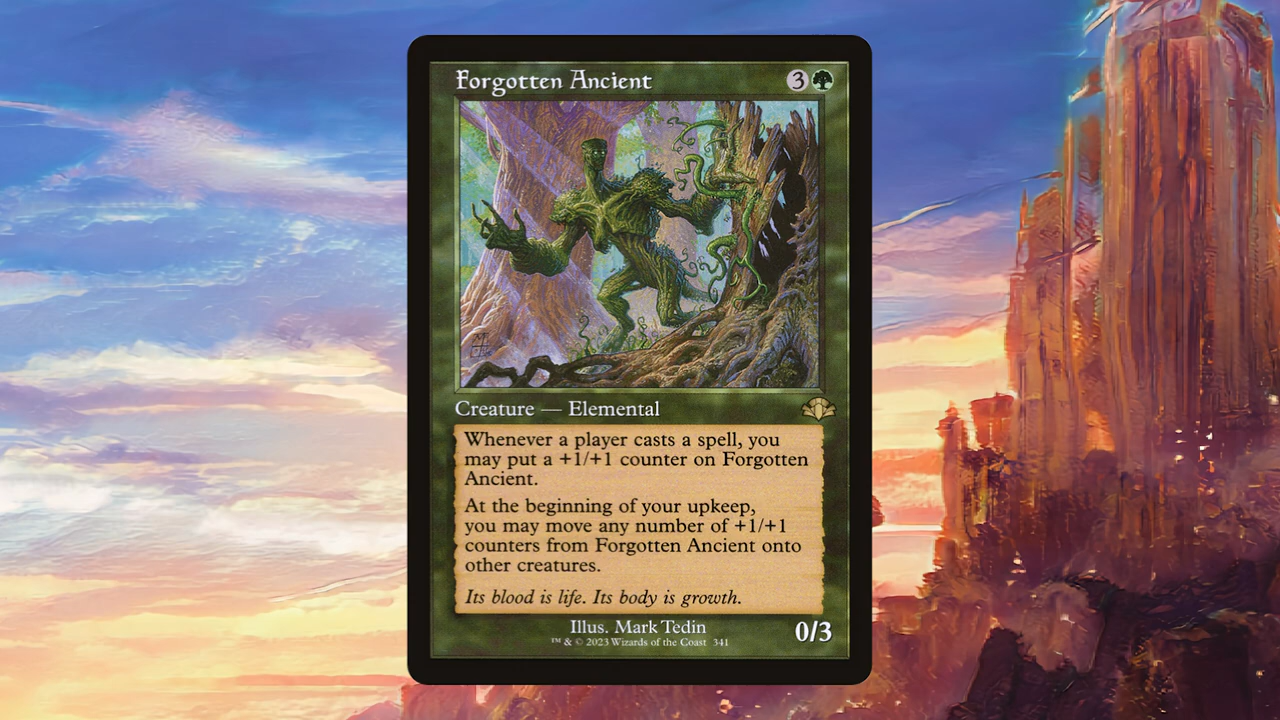 Forgotten Ancient 3
Creature — Elemental
Whenever a player casts a spell, you
may put a +1/+1 counter on Forgotten
Ancient.
At the beginning of your upkeep,
you may move any number of +1/+1
counters from Forgotten Ancient onto
other creatures.
Its blood is life. Its body is growth.
Illus. Mark Tedin
™ & © 2023 Wizards of the Coast 341
0/3